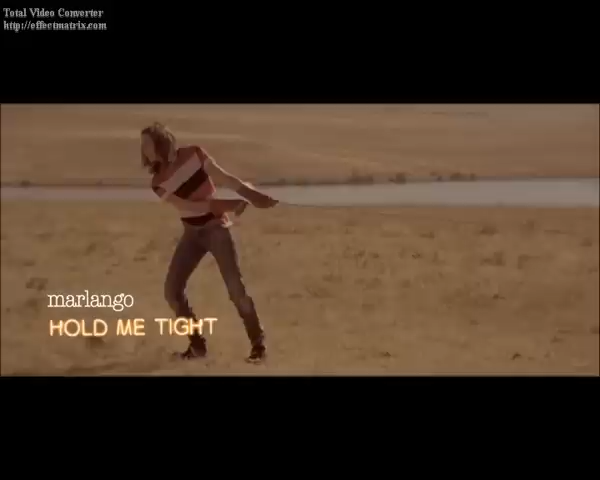 Total Video Converter
http://effectmatrix.com
marlango
HOLD ME TIGHT